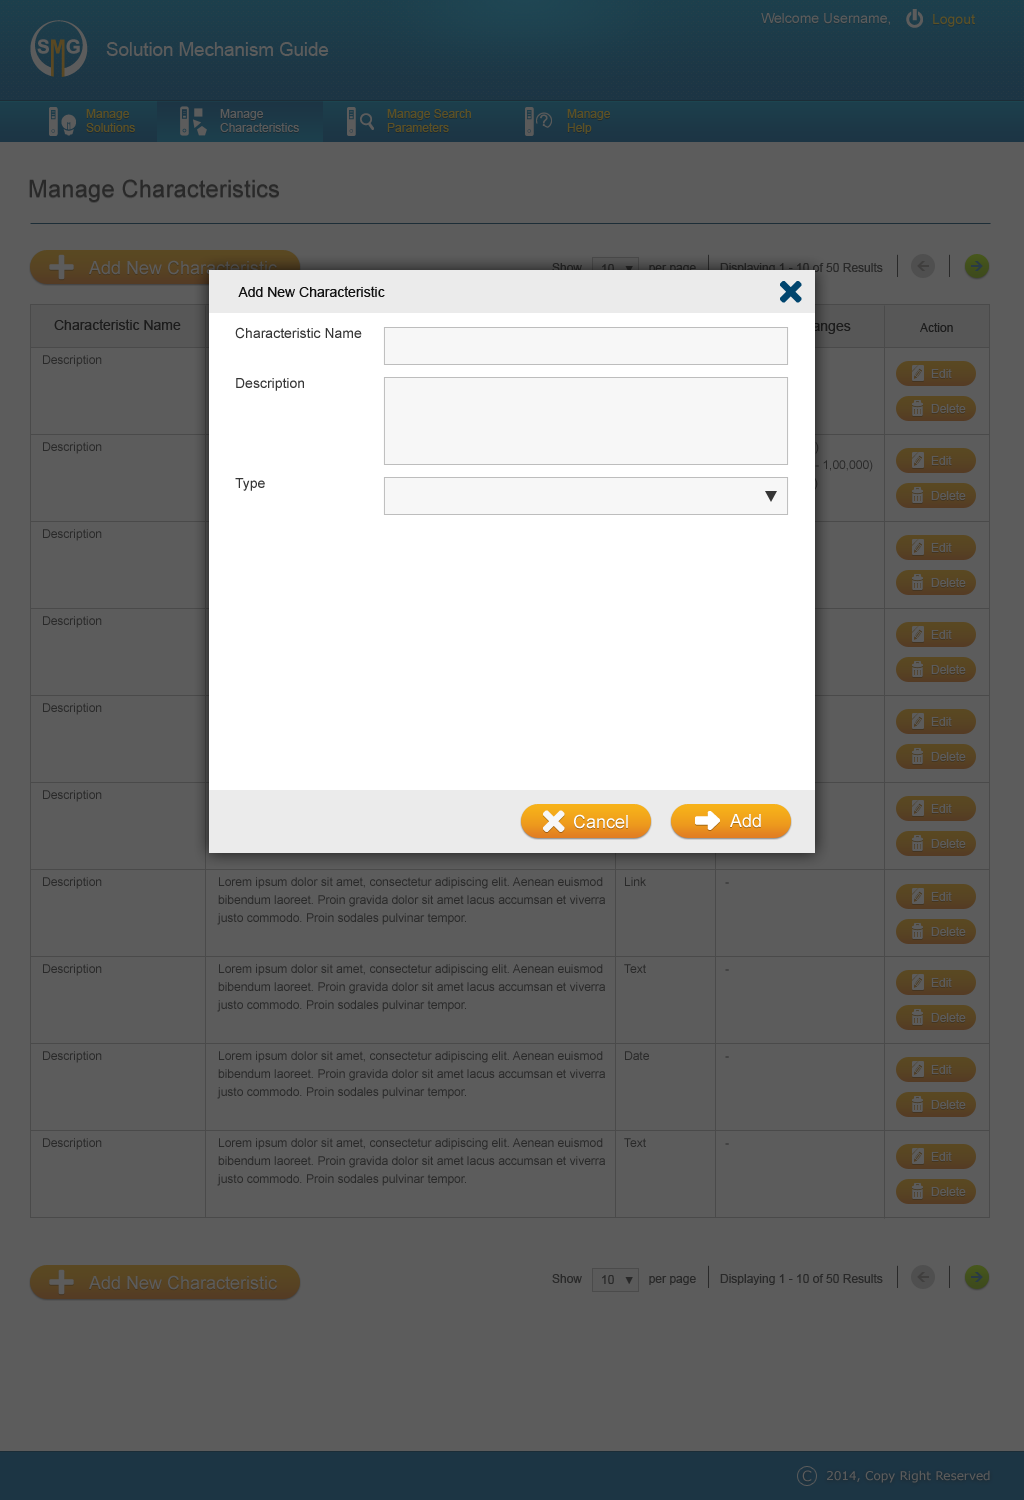 Welcome Username, Logout
SMG
Solution Mechanism Guide
Manage Solutions
Manage Characteristics
Manage Search Parameters
Manage Help
Manage Characteristics
Add New Characteristic
Show 10 per page Displaying 1 - 10 of 50 Results
Add New Characteristic
Characteristic Name
Description
Type
Cancel Add
Characteristic Name anges Action
Description Edit
Delete
Description )
- 1,00,000) Edit
) Delete
Description Edit
Delete
Description Edit
Delete
Description Edit
Delete
Description Edit
Delete
Description Lorem ipsum dolor sit amet, consectetur adipiscing elit. Aenean euismod Link - Edit
bibendum laoreet. Proin gravida dolor sit amet lacus accumsan et viverra
justo commodo. Proin sodales pulvinar tempor. Delete
Description Lorem ipsum dolor sit amet, consectetur adipiscing elit. Aenean euismod Text - Edit
bibendum laoreet. Proin gravida dolor sit amet lacus accumsan et viverra
justo commodo. Proin sodales pulvinar tempor. Delete
Description Lorem ipsum dolor sit amet, consectetur adipiscing elit. Aenean euismod Date - Edit
bibendum laoreet. Proin gravida dolor sit amet lacus accumsan et viverra
justo commodo. Proin sodales pulvinar tempor. Delete
Description Lorem ipsum dolor sit amet, consectetur adipiscing elit. Aenean euismod Text - Edit
bibendum laoreet. Proin gravida dolor sit amet lacus accumsan et viverra
justo commodo. Proin sodales pulvinar tempor. Delete
Add New Characteristic
Show 10 per page Displaying 1 - 10 of 50 Results
© 2014, Copy Right Reserved